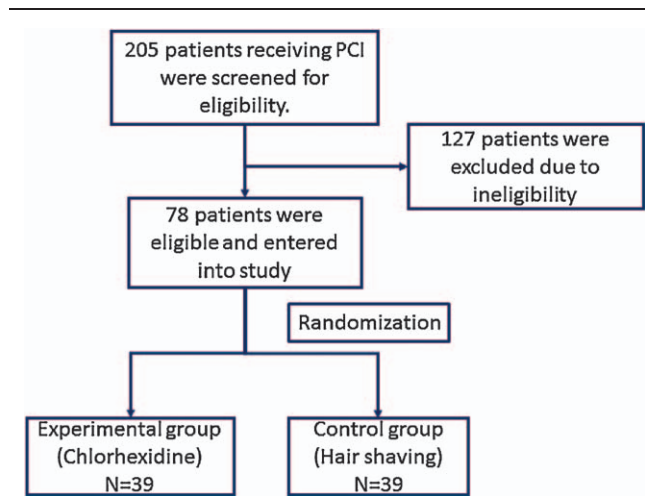 205 patients receiving PCI
were screened for
eligibility.
127 patients were
excluded due to
ineligibility
78 patients were
eligible and entered
into study
Randomization
Experimental group
(Chlorhexidine)
N=39
Control group
(Hair shaving)
N=39